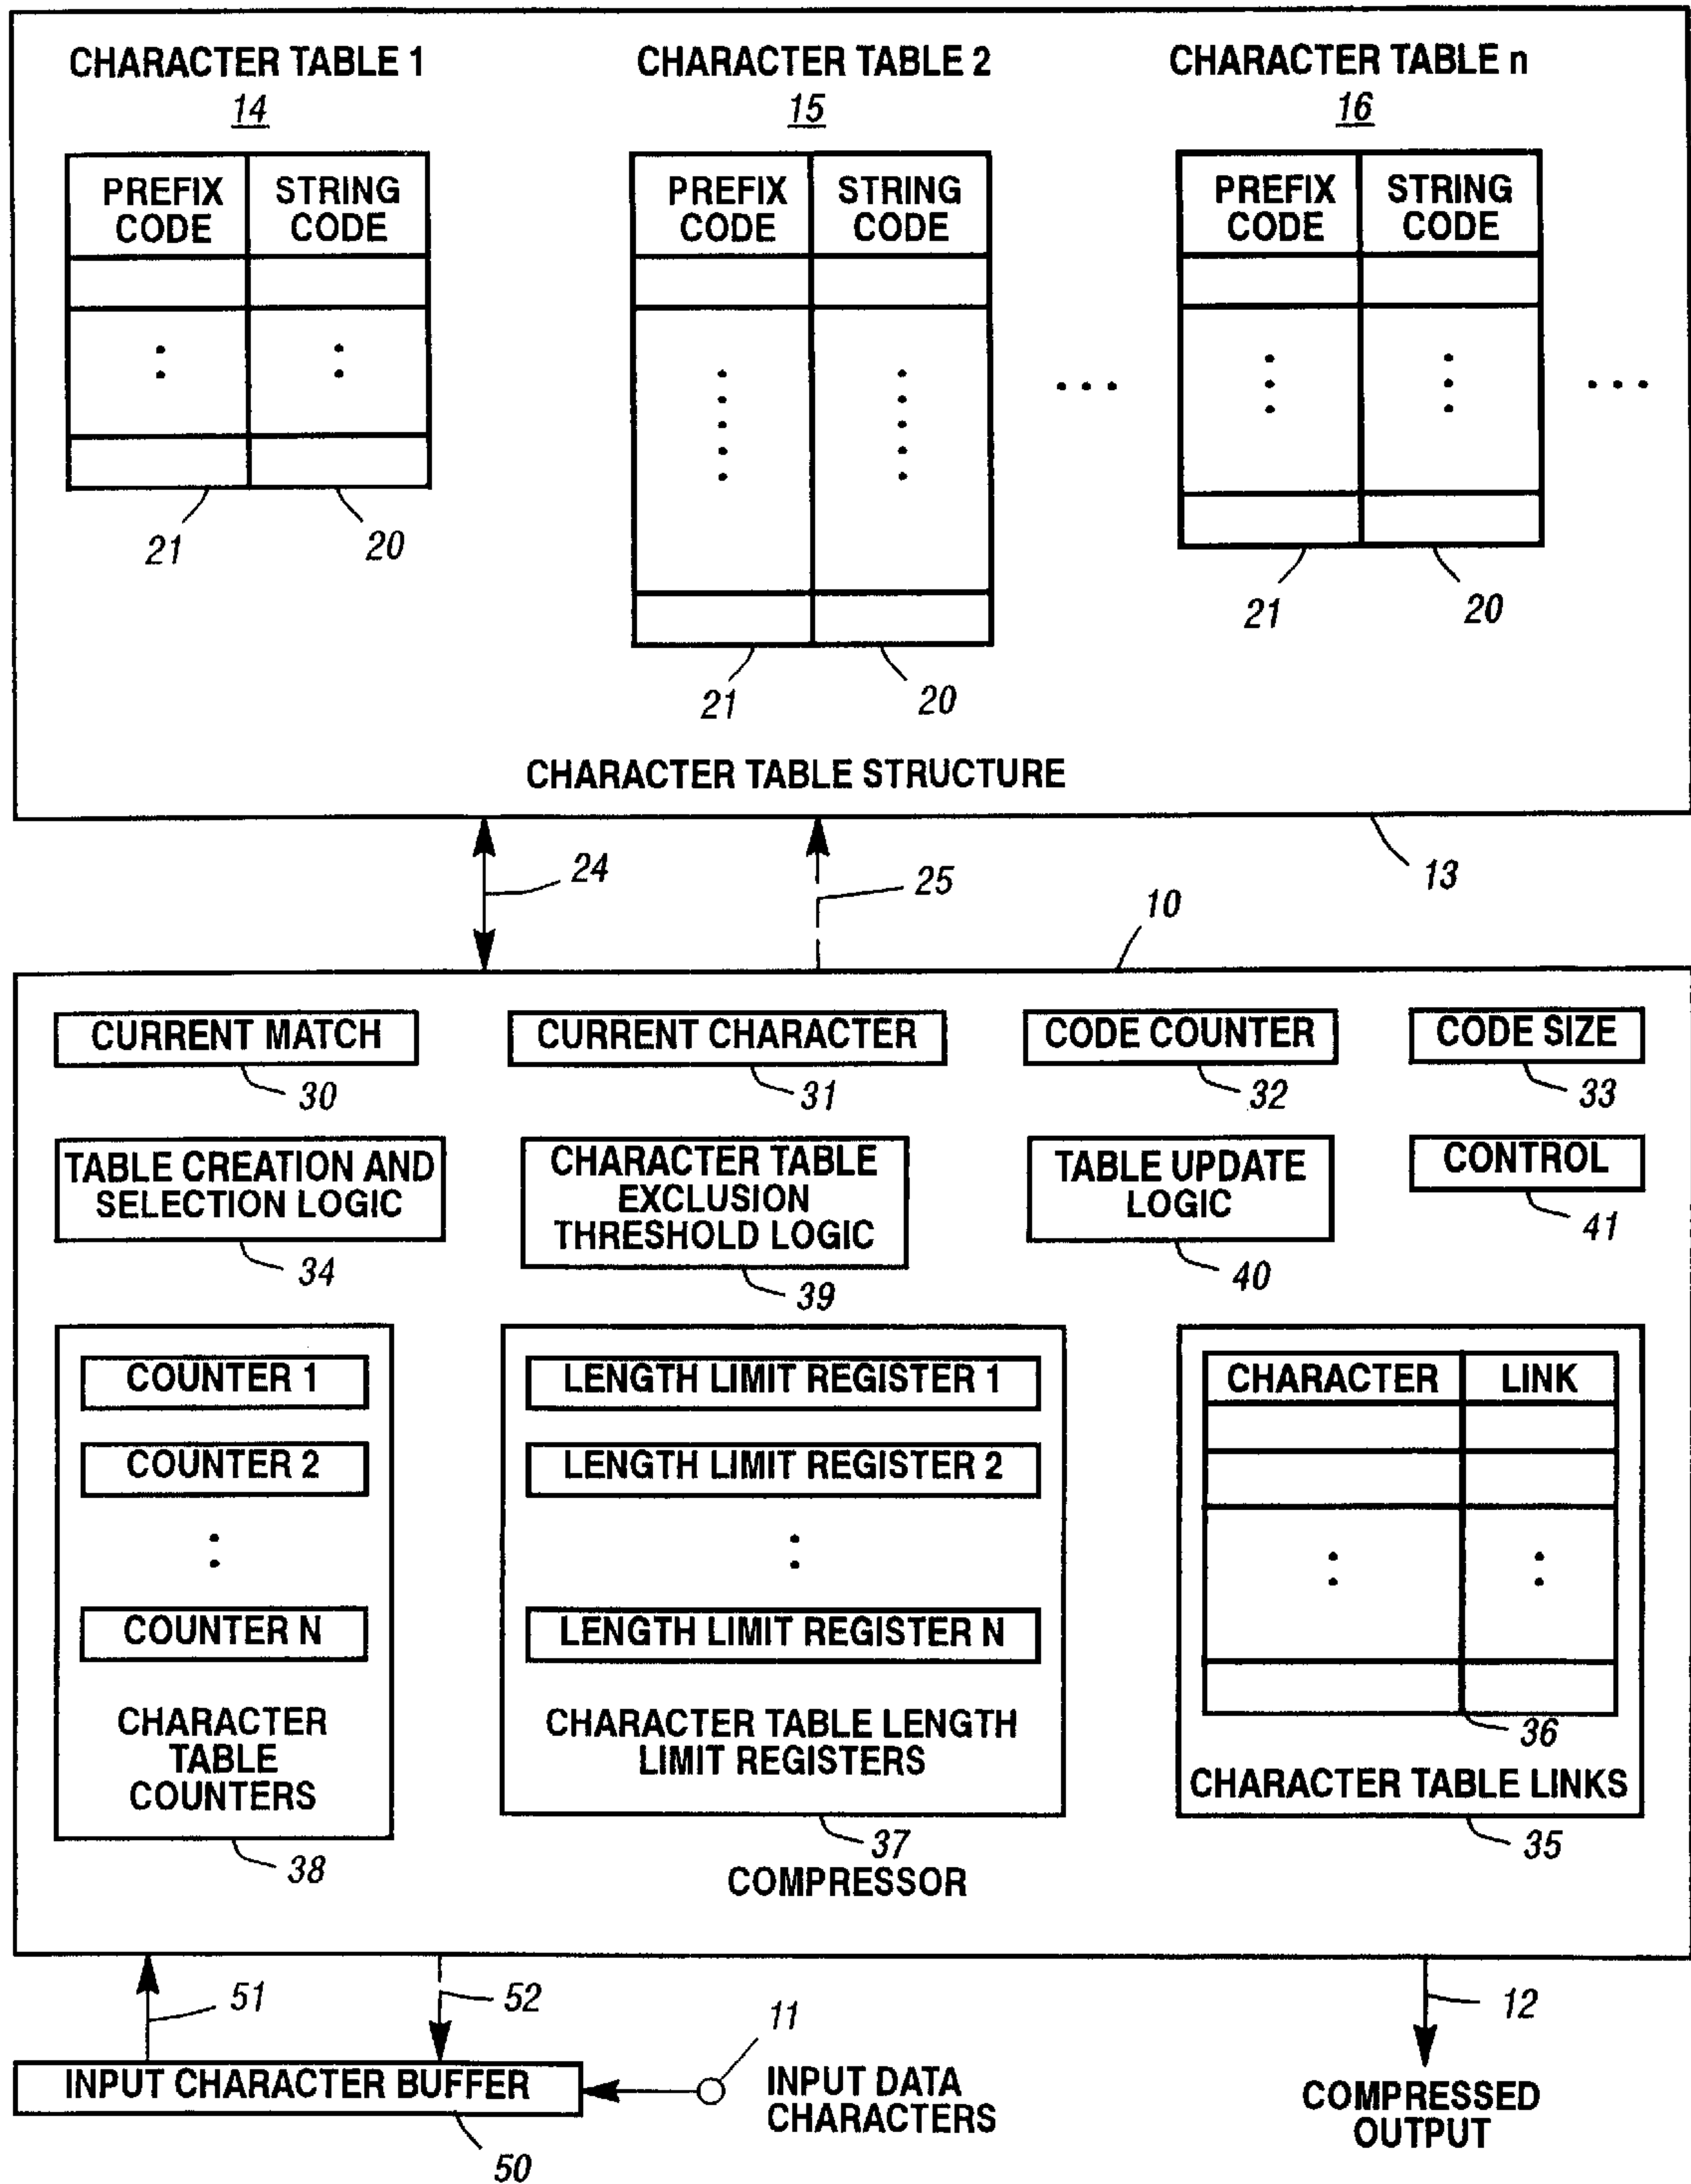 CHARACTER TABLE 1
14
PREFIX CODE
STRING CODE
21
20
CHARACTER TABLE 2
15
PREFIX CODE
STRING CODE
21
20
CHARACTER TABLE n
16
PREFIX CODE
STRING CODE
21
20
CHARACTER TABLE STRUCTURE
13
24
25
10
CURRENT MATCH
30
CURRENT CHARACTER
31
CODE COUNTER
32
CODE SIZE
33
TABLE CREATION AND
SELECTION LOGIC
34
CHARACTER TABLE
EXCLUSION
THRESHOLD LOGIC
39
TABLE UPDATE
LOGIC
40
CONTROL
41
COUNTER 1
COUNTER 2
COUNTER N
CHARACTER
TABLE
COUNTERS
38
LENGTH LIMIT REGISTER 1
LENGTH LIMIT REGISTER 2
LENGTH LIMIT REGISTER N
CHARACTER TABLE LENGTH
LIMIT REGISTERS
37
CHARACTER
LINK
36
CHARACTER TABLE LINKS
35
COMPRESSOR
51
52
11
12
INPUT CHARACTER BUFFER
50
INPUT DATA
CHARACTERS
COMPRESSED
OUTPUT